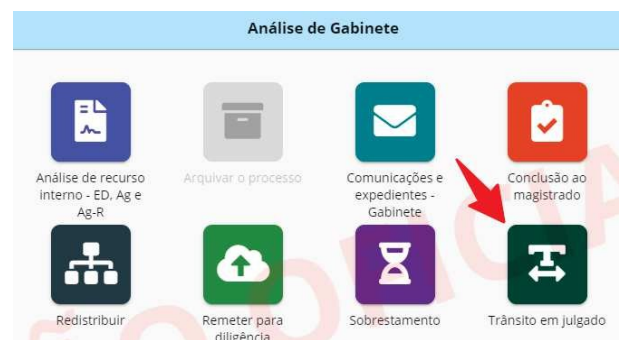 Análise de Gabinete
Análise de recurso
interno - ED, Ag e
Ag-R
Arquivar o processo
Comunicações e
expedientes -
Gabinete
Conclusão ao
magistrado
Redistribuir
Remeter para
diligência
Sobrestamento
Trânsito em julgado